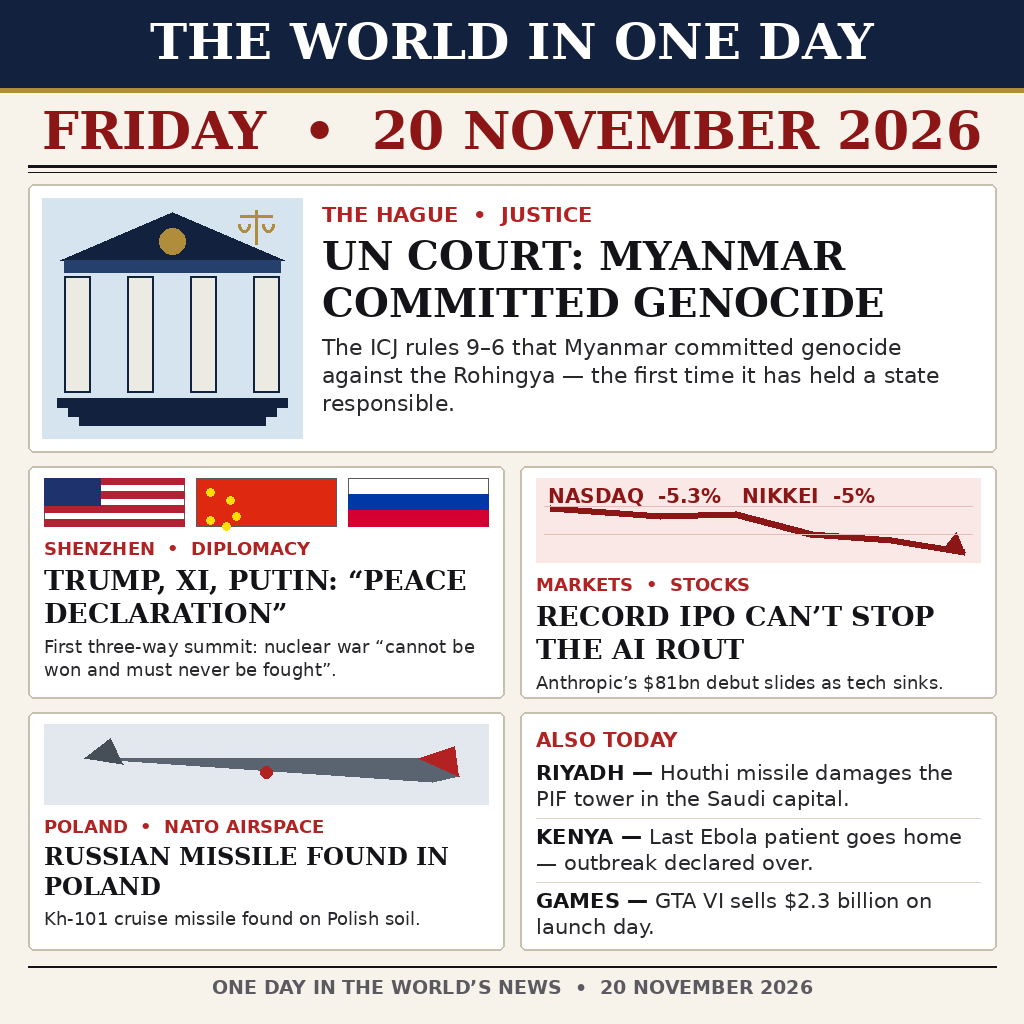 THE WORLD IN ONE DAY
FRIDAY • 20 NOVEMBER 2026
THE HAGUE • JUSTICE
UN COURT: MYANMAR
COMMITTED GENOCIDE
The ICJ rules 9–6 that Myanmar committed genocide
against the Rohingya — the first time it has held a state
responsible.
SHENZHEN • DIPLOMACY
TRUMP, XI, PUTIN: “PEACE
DECLARATION”
First three-way summit: nuclear war “cannot be
won and must never be fought”.
NASDAQ -5.3% NIKKEI -5%
MARKETS • STOCKS
RECORD IPO CAN’T STOP
THE AI ROUT
Anthropic’s $81bn debut slides as tech sinks.
POLAND • NATO AIRSPACE
RUSSIAN MISSILE FOUND IN
POLAND
Kh-101 cruise missile found on Polish soil.
ALSO TODAY
RIYADH — Houthi missile damages the
PIF tower in the Saudi capital.
KENYA — Last Ebola patient goes home
— outbreak declared over.
GAMES — GTA VI sells $2.3 billion on
launch day.
ONE DAY IN THE WORLD’S NEWS • 20 NOVEMBER 2026